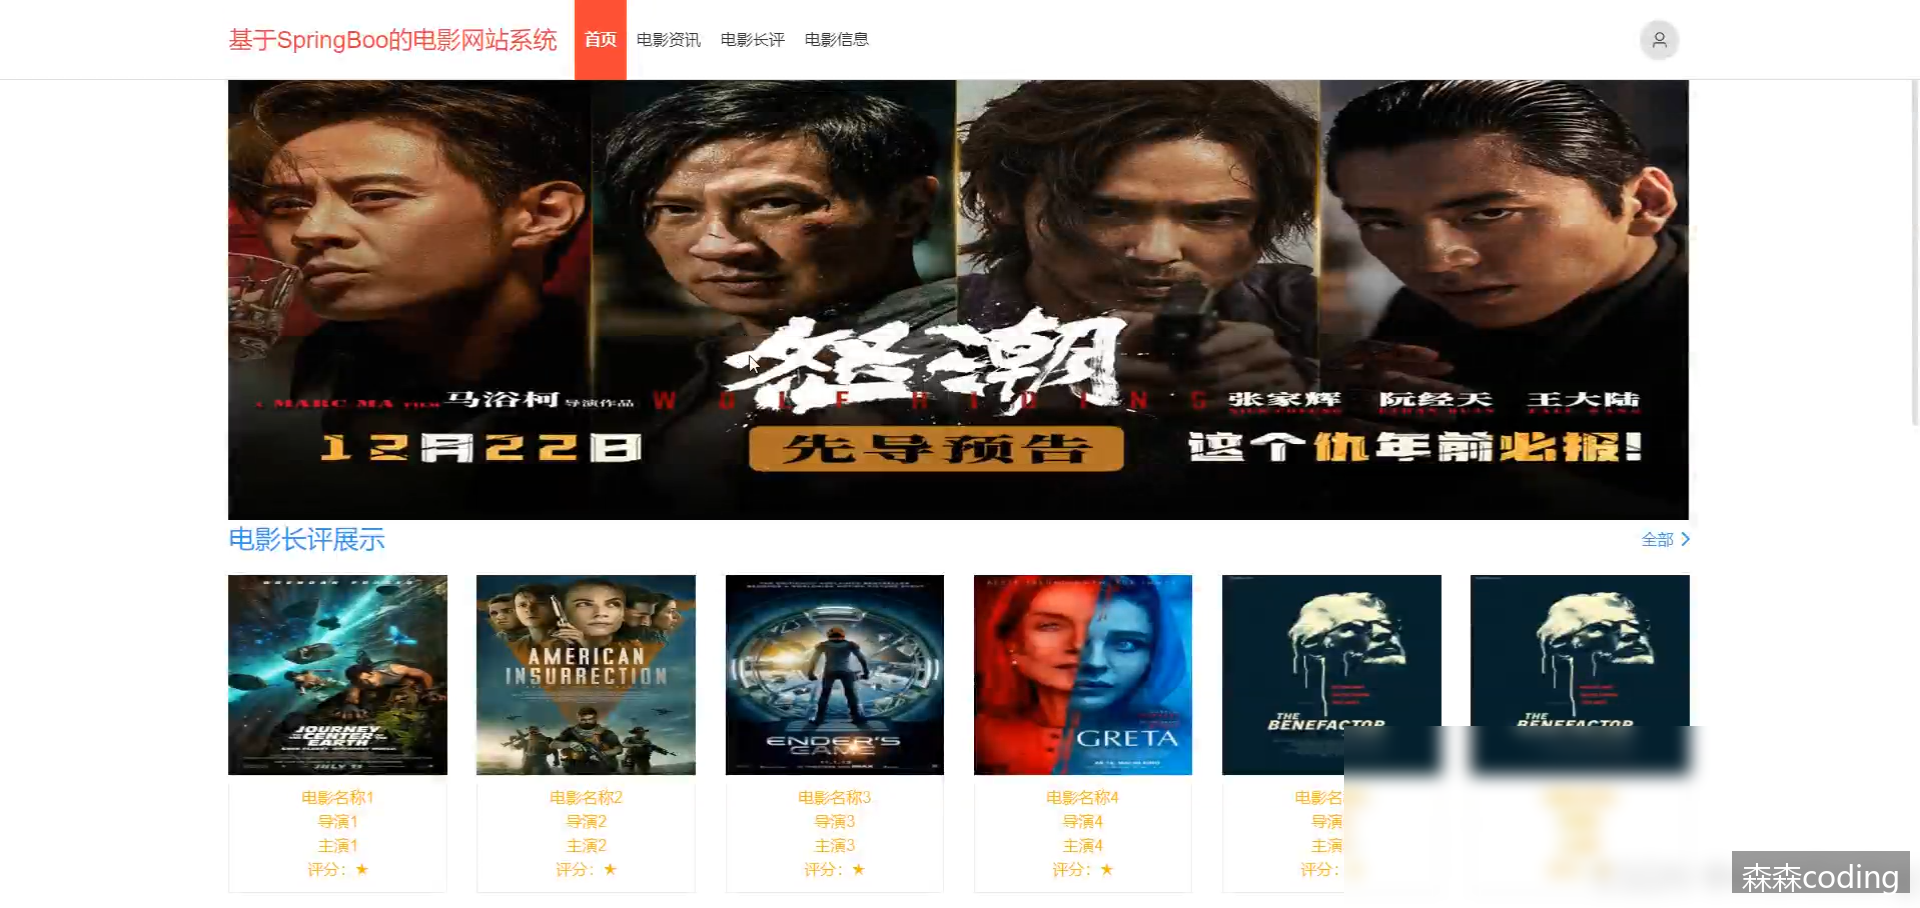 基于SpringBoo的电影网站系统
首页
电影资讯
电影长评
电影信息
怒潮
WOLF HIDING
A MARC MA FILM 马浴柯 导演作品
张家辉 阮经天 王大陆
12月22日
先导预告
这个仇年前必报!
电影长评展示
全部
JOURNEY
CENTER
EARTH
JULY 11
AMERICAN
INSURRECTION
ENDER'S
GAME
GRETA
THE
BENEFACTOR
THE
BENEFACTOR
电影名称1
导演1
主演1
评分：★
电影名称2
导演2
主演2
评分：★
电影名称3
导演3
主演3
评分：★
电影名称4
导演4
主演4
评分：★
电影名
导演
主演
评分：
森森coding